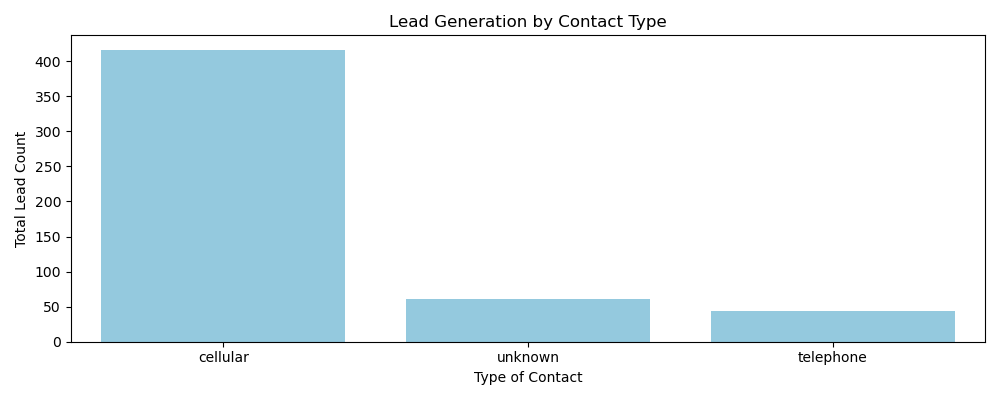 Lead Generation by Contact Type
Total Lead Count
400
350
300
250
200
150
100
50
0
cellular
unknown
telephone
Type of Contact